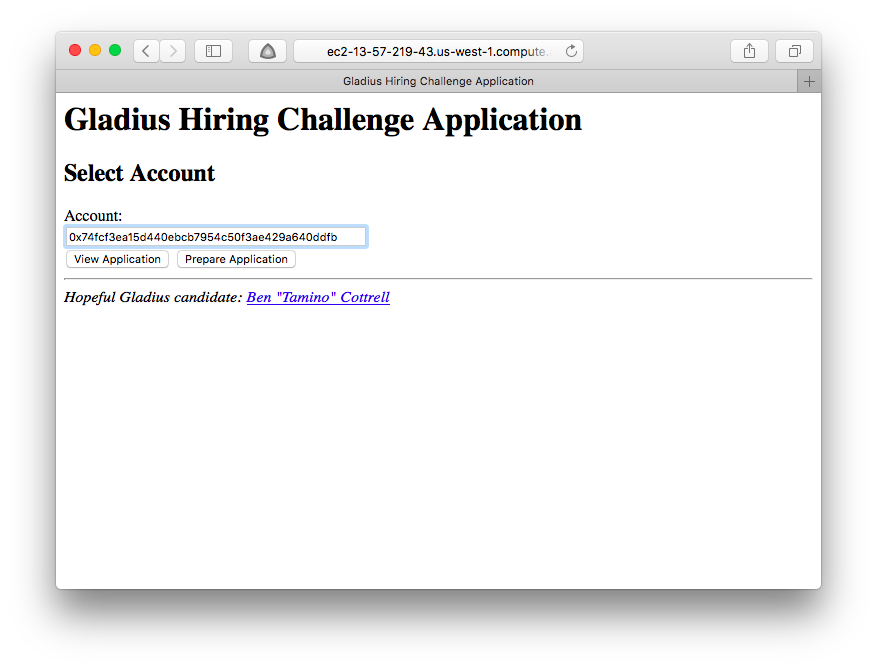 ec2-13-57-219-43.us-west-1.compute.
Gladius Hiring Challenge Application
Gladius Hiring Challenge Application
Select Account
Account:
0x74fcf3ea15d440ebcb7954c50f3ae429a640ddfb
View Application Prepare Application
Hopeful Gladius candidate: Ben "Tamino" Cottrell